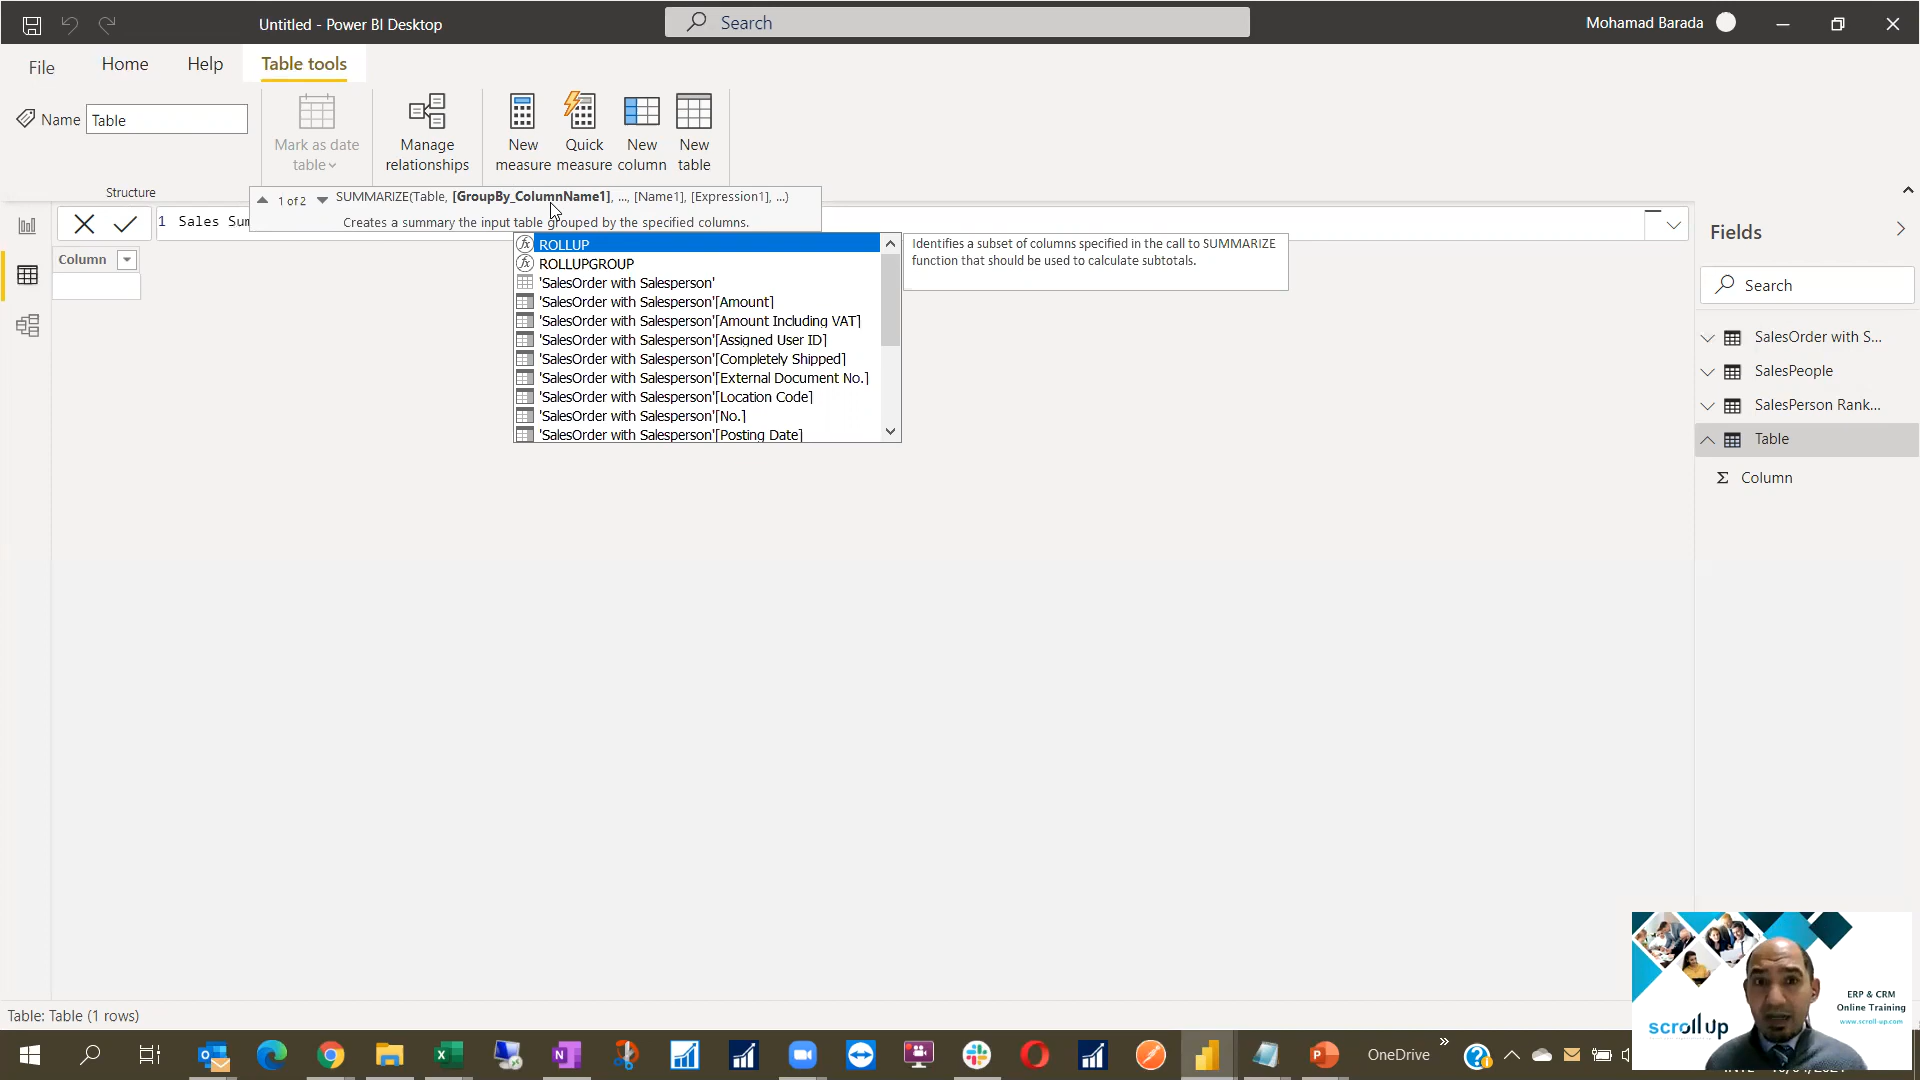 Untitled - Power BI Desktop
Search
Mohamad Barada
File
Home
Help
Table tools
Name
Table
Mark as date
table
Manage
relationships
New
measure
Quick
measure
New
column
New
table
Structure
1 of 2
SUMMARIZE(Table, [GroupBy_ColumnName1], ..., [Name1], [Expression1], ...)
Creates a summary the input table grouped by the specified columns.
1 Sales Sum
Column
ROLLUP
ROLLUPGROUP
'SalesOrder with Salesperson'
'SalesOrder with Salesperson'[Amount]
'SalesOrder with Salesperson'[Amount Including VAT]
'SalesOrder with Salesperson'[Assigned User ID]
'SalesOrder with Salesperson'[Completely Shipped]
'SalesOrder with Salesperson'[External Document No.]
'SalesOrder with Salesperson'[Location Code]
'SalesOrder with Salesperson'[No.]
'SalesOrder with Salesperson'[Posting Date]
Identifies a subset of columns specified in the call to SUMMARIZE
function that should be used to calculate subtotals.
Fields
Search
SalesOrder with S...
SalesPeople
SalesPerson Rank...
Table
Column
ERP & CRM
Online Training
www.scroll-up.com
scroll up
Table: Table (1 rows)
OneDrive